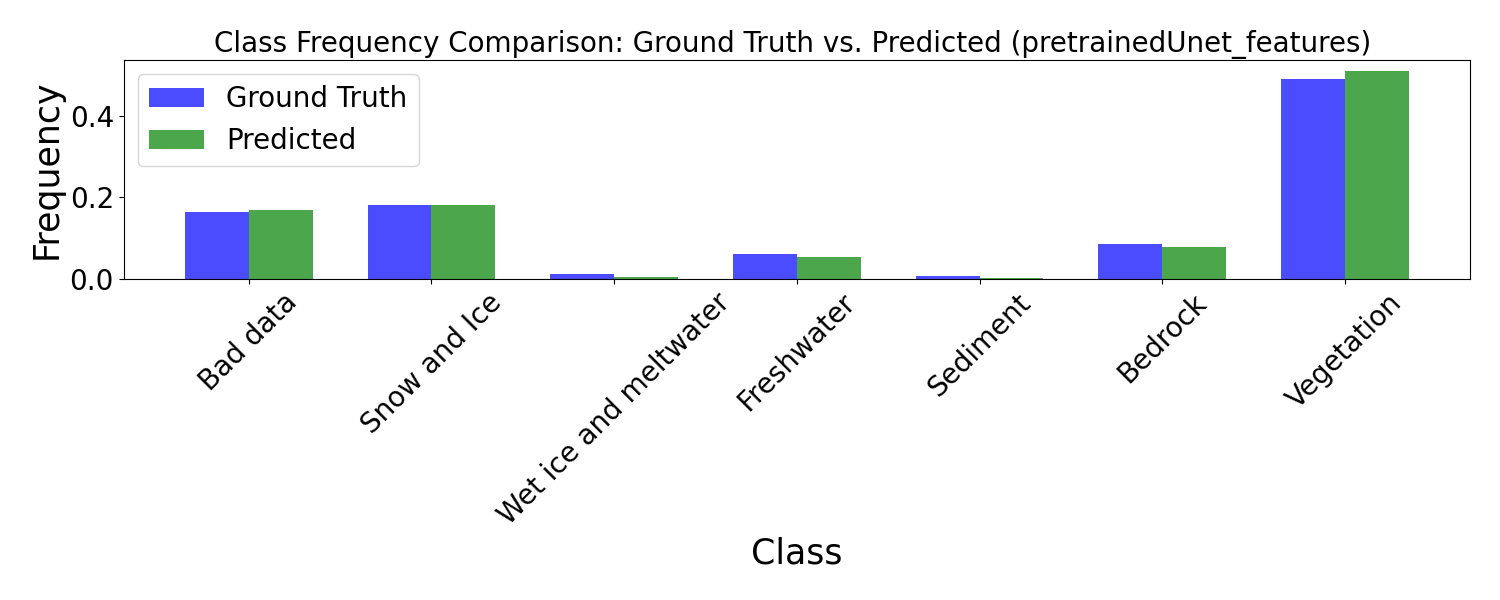 Class Frequency Comparison: Ground Truth vs. Predicted (pretrainedUnet_features)
Ground Truth
Predicted
Frequency
0.4
0.2
0.0
Bad data
Snow and Ice
Wet ice and meltwater
Freshwater
Sediment
Bedrock
Vegetation
Class